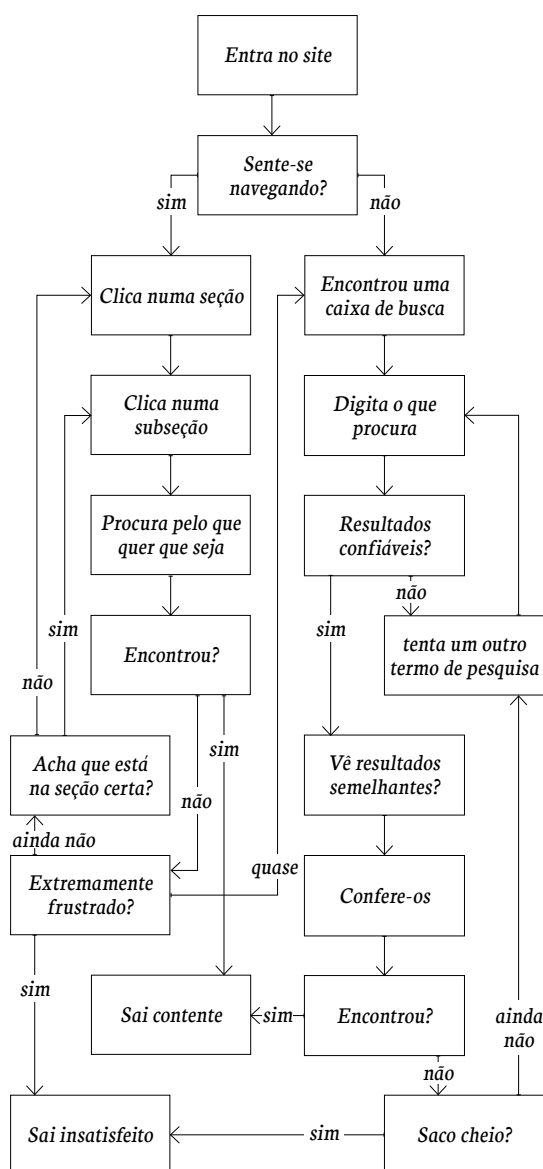 Entra no site
Sente-se
navegando?
sim
não
Clica numa seção
Encontrou uma
caixa de busca
Clica numa
subseção
Digita o que
procura
Procura pelo que
quer que seja
Resultados
confiáveis?
não
sim
sim
Encontrou?
tenta um outro
termo de pesquisa
não
sim
Acha que está
na seção certa?
Vê resultados
semelhantes?
não
ainda não
quase
Extremamente
frustrado?
Confere-os
sim
Sai contente
sim
Encontrou?
ainda
não
não
Sai insatisfeito
sim
Saco cheio?